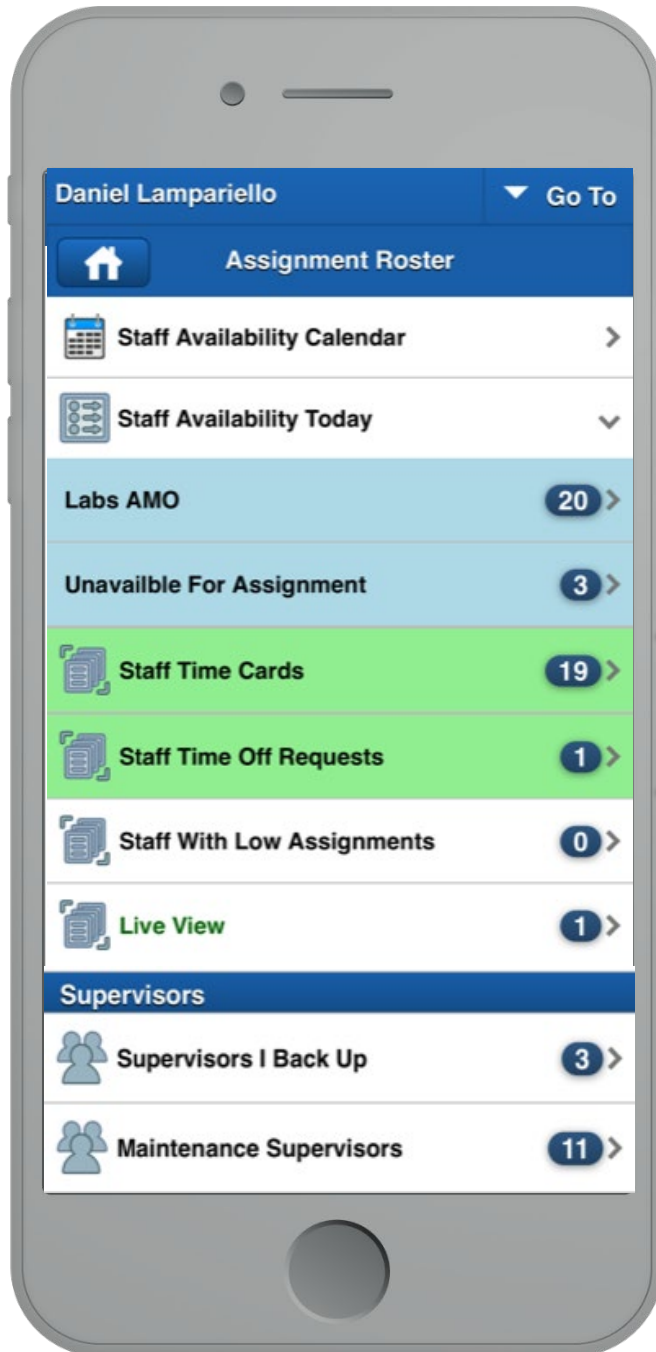 Daniel Lampariello
Go To
Assignment Roster
Staff Availability Calendar
Staff Availability Today
Labs AMO 20
Unavailble For Assignment 3
Staff Time Cards 19
Staff Time Off Requests 1
Staff With Low Assignments 0
Live View 1
Supervisors
Supervisors I Back Up 3
Maintenance Supervisors 11